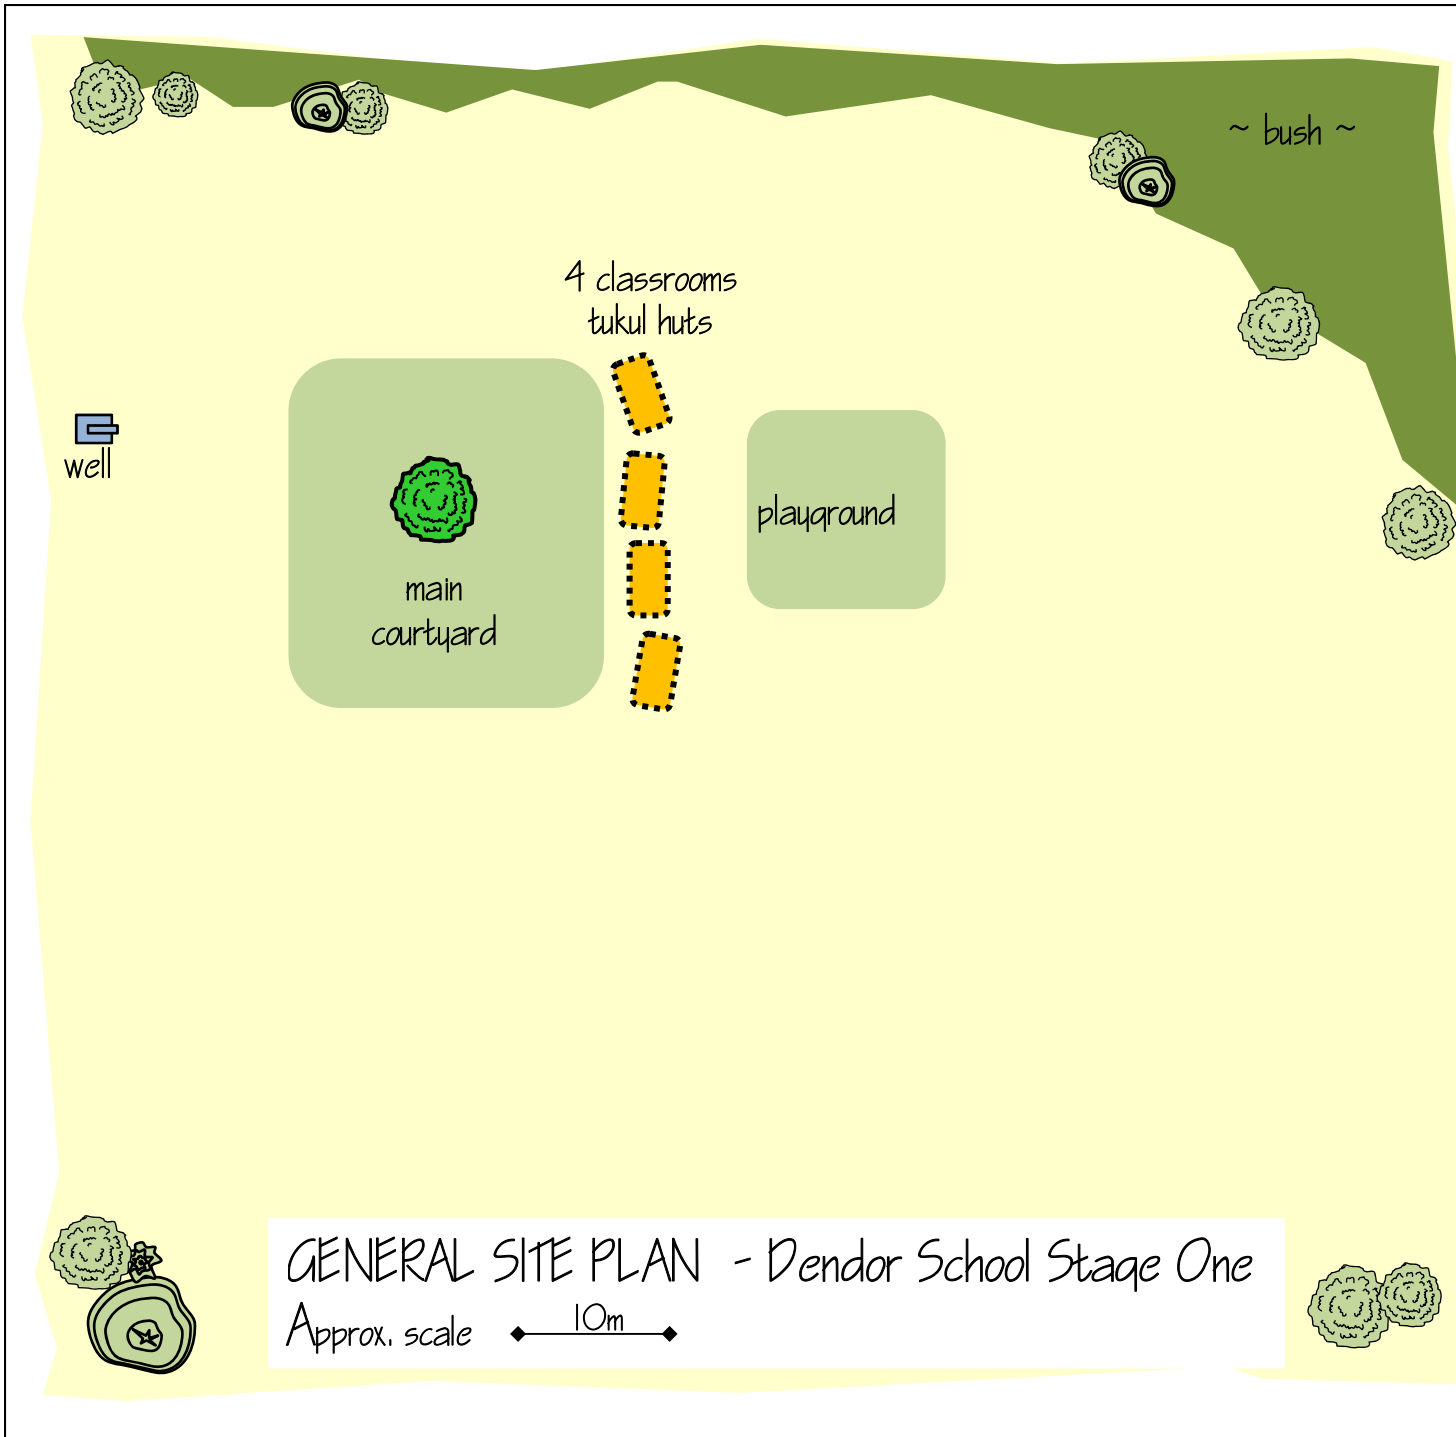 ~ bush ~
4 classrooms
tukul huts
well
playground
main
courtyard
GENERAL SITE PLAN - Dendor School Stage One
Approx. scale 10m